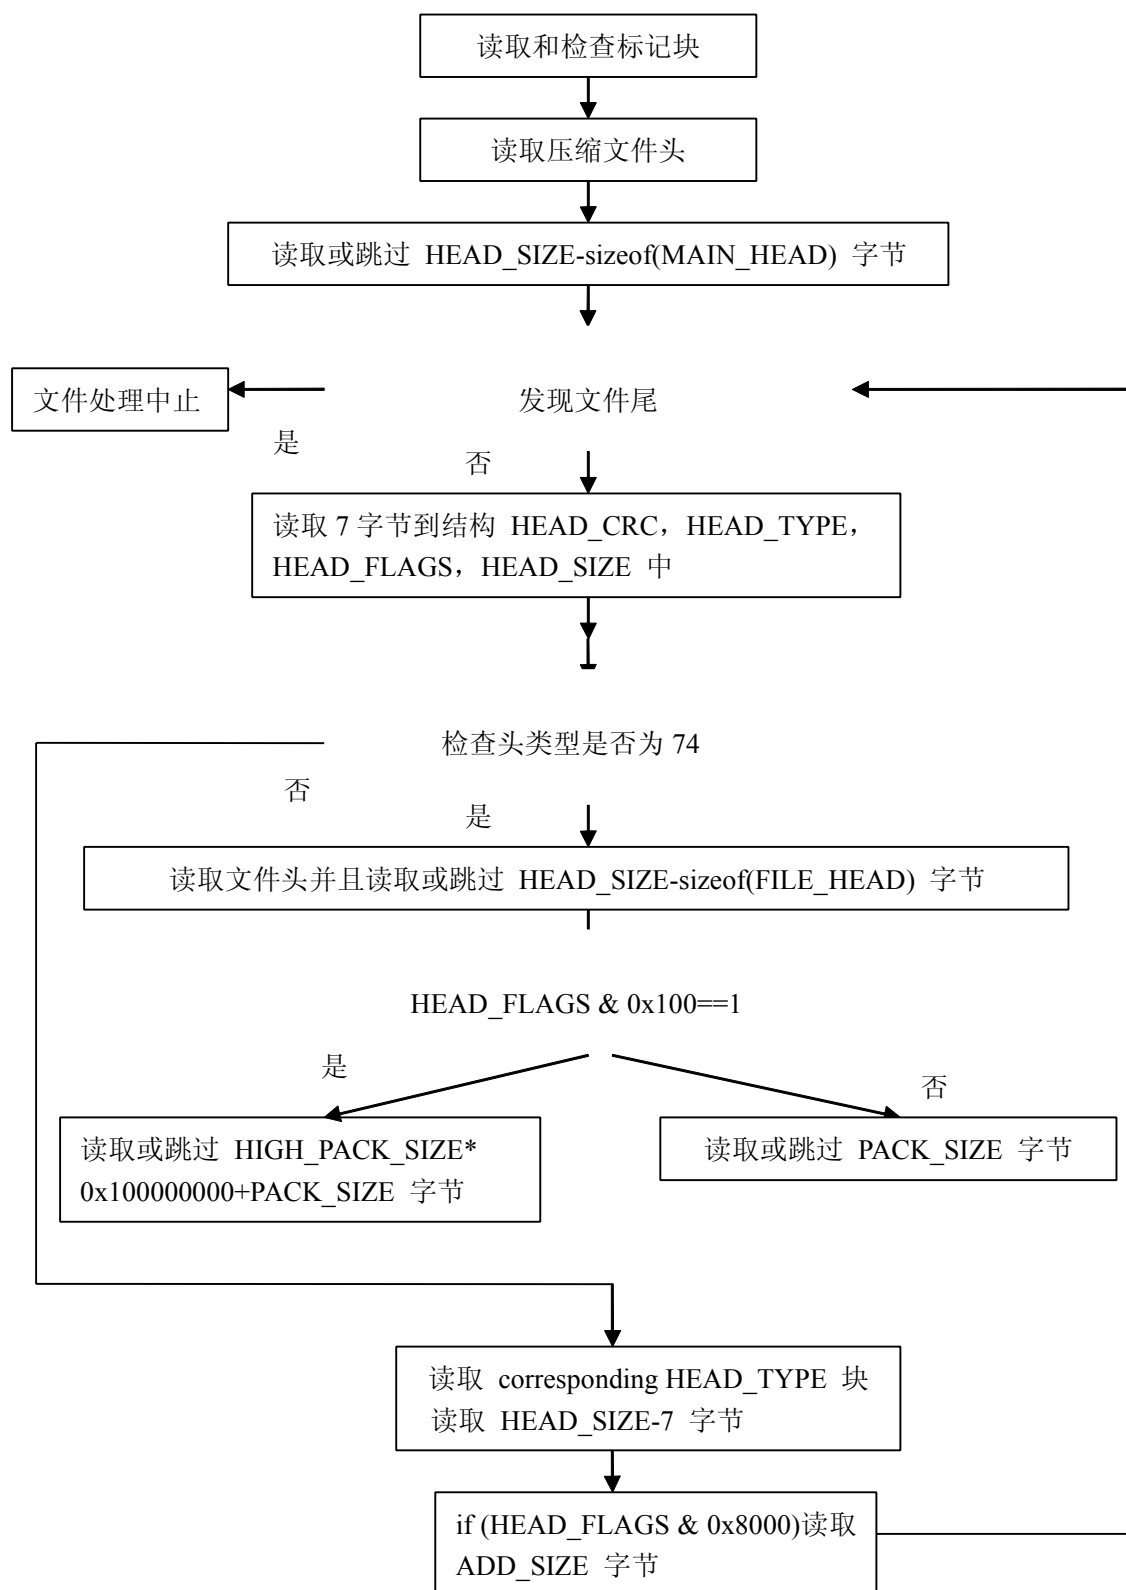 读取和检查标记块
读取压缩文件头
读取或跳过 HEAD_SIZE-sizeof(MAIN_HEAD) 字节
文件处理中止
发现文件尾
是
否
读取 7 字节到结构 HEAD_CRC，HEAD_TYPE，
HEAD_FLAGS，HEAD_SIZE 中
检查头类型是否为 74
否
是
读取文件头并且读取或跳过 HEAD_SIZE-sizeof(FILE_HEAD) 字节
HEAD_FLAGS & 0x100==1
是
否
读取或跳过 HIGH_PACK_SIZE*
0x100000000+PACK_SIZE 字节
读取或跳过 PACK_SIZE 字节
读取 corresponding HEAD_TYPE 块
读取 HEAD_SIZE-7 字节
if (HEAD_FLAGS & 0x8000)读取
ADD_SIZE 字节